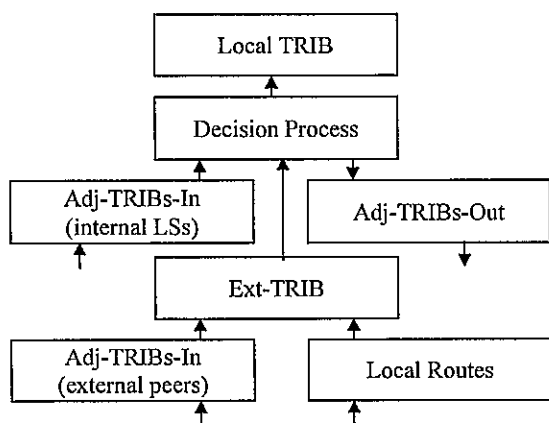 Local TRIB
Decision Process
Adj-TRIBs-In
(internal LSs)
Adj-TRIBs-Out
Ext-TRIB
Adj-TRIBs-In
(external peers)
Local Routes